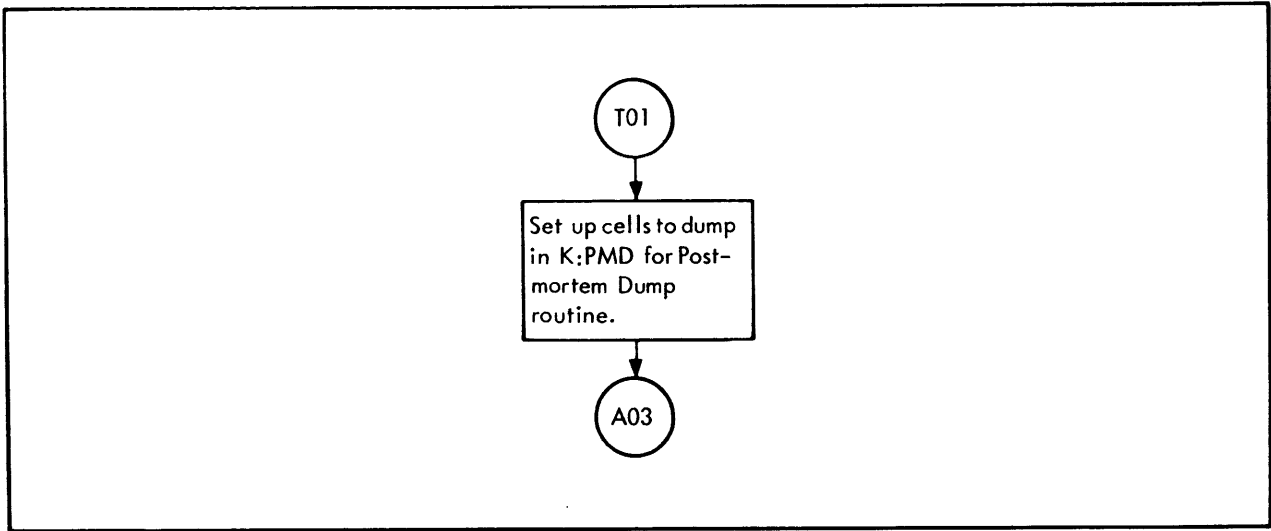 T01
Set up cells to dump
in K:PMD for Post-
mortem Dump
routine.
A03